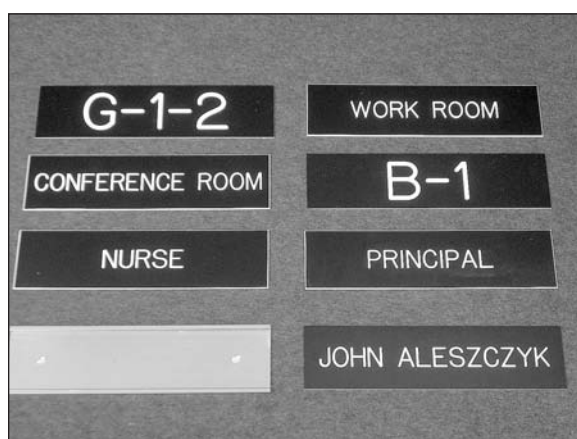 G-1-2
WORK ROOM
CONFERENCE ROOM
B-1
NURSE
PRINCIPAL
JOHN ALESZCZYK